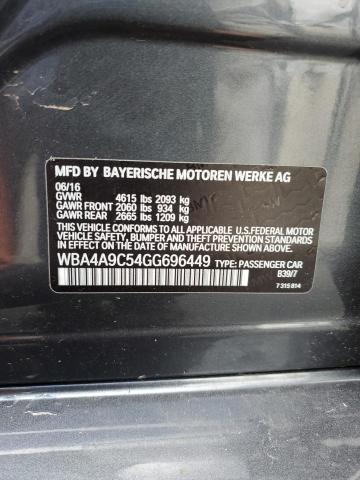 MFD BY BAYERISCHE MOTOREN WERKE AG
06/16
GVWR 4615 lbs 2093 kg
GAWR FRONT 2060 lbs 934 kg
GAWR REAR 2665 lbs 1209 kg
THIS VEHICLE CONFORMS TO ALL APPLICABLE U.S.FEDERAL MOTOR
VEHICLE SAFETY, BUMPER, AND THEFT PREVENTION STANDARDS
IN EFFECT ON THE DATE OF MANUFACTURE SHOWN ABOVE.
WBA4A9C54GG696449 TYPE: PASSENGER CAR
B39/7
7 315 814